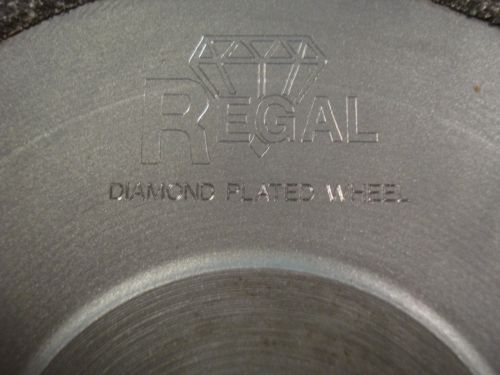 REGAL
DIAMOND PLATED WHEEL